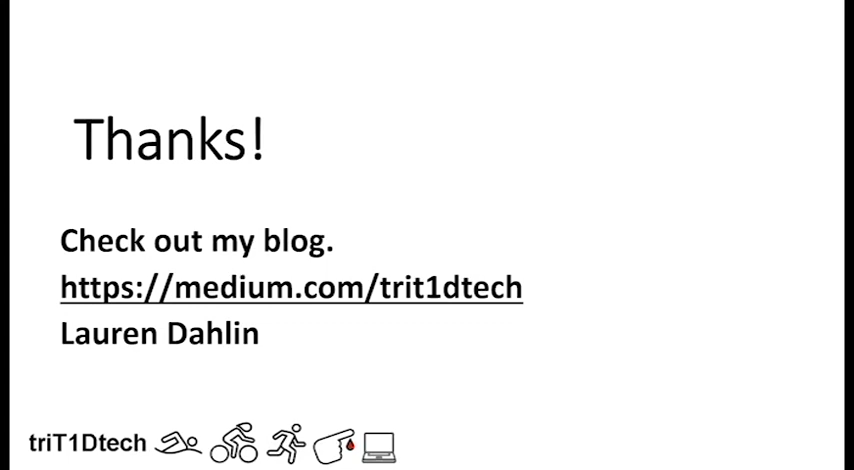 Thanks!
Check out my blog.
https://medium.com/trit1dtech
Lauren Dahlin
triT1Dtech